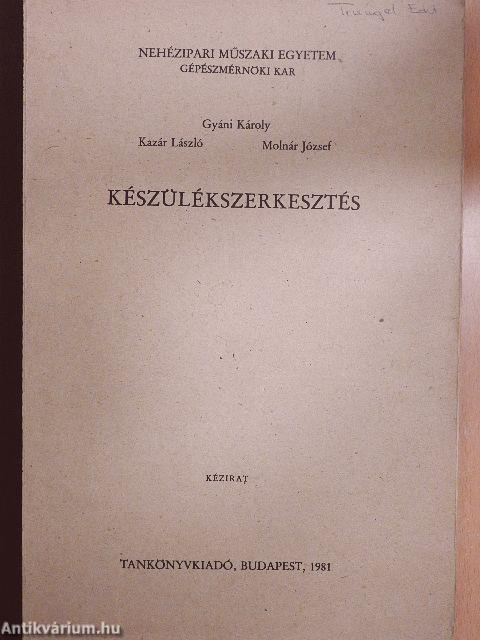 NEHÉZIPARI MŰSZAKI EGYETEM
GÉPÉSZMÉRNÖKI KAR
Gyáni Károly
Kazár László Molnár József
KÉSZÜLÉKSZERKESZTÉS
KÉZIRAT
TANKÖNYVKIADÓ, BUDAPEST, 1981
Antikvárium.hu